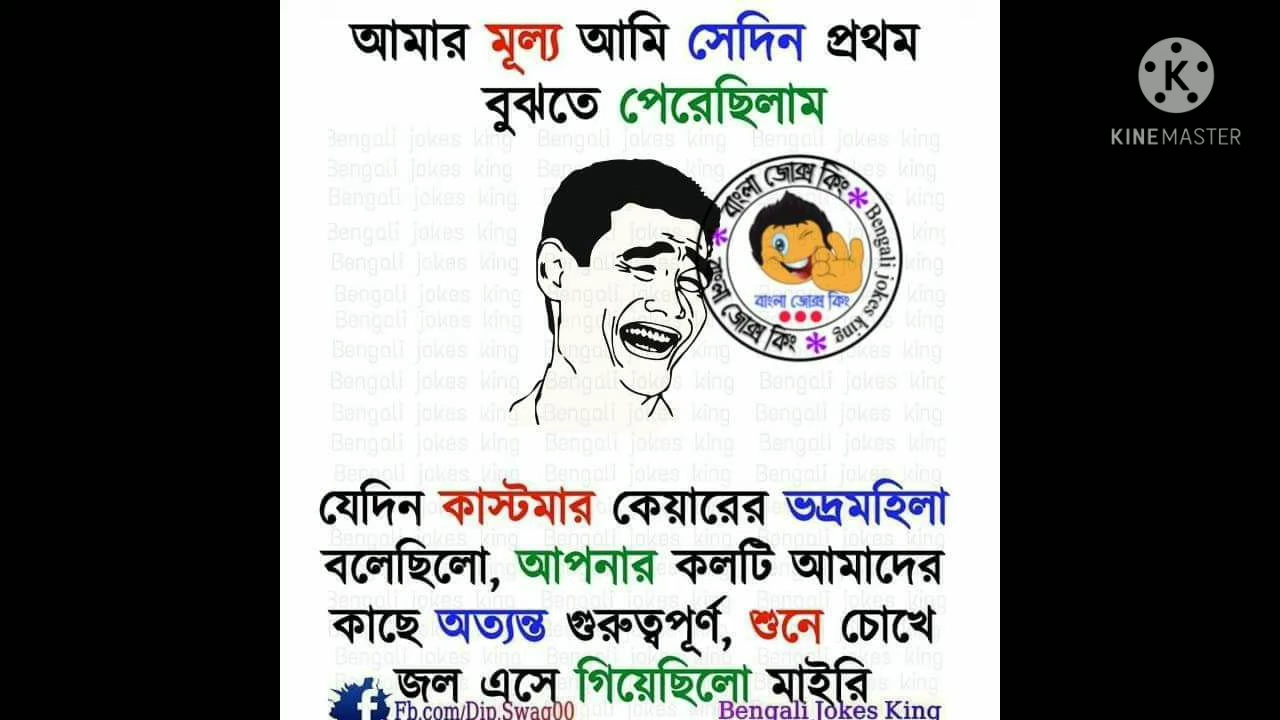 আমার মূল্য আমি সেদিন প্রথম
বুঝতে পেরেছিলাম
KINEMASTER
বাংলা জোক্স কিং * Bengali jokes king * বাংলা জোক্স কিং *
বাংলা জোক্স কিং
যেদিন কাস্টমার কেয়ারের ভদ্রমহিলা
বলেছিলো, আপনার কলটি আমাদের
কাছে অত্যন্ত গুরুত্বপূর্ণ, শুনে চোখে
জল এসে গিয়েছিলো মাইরি
Fb.com/Dip.Swag00
Bengali Jokes King